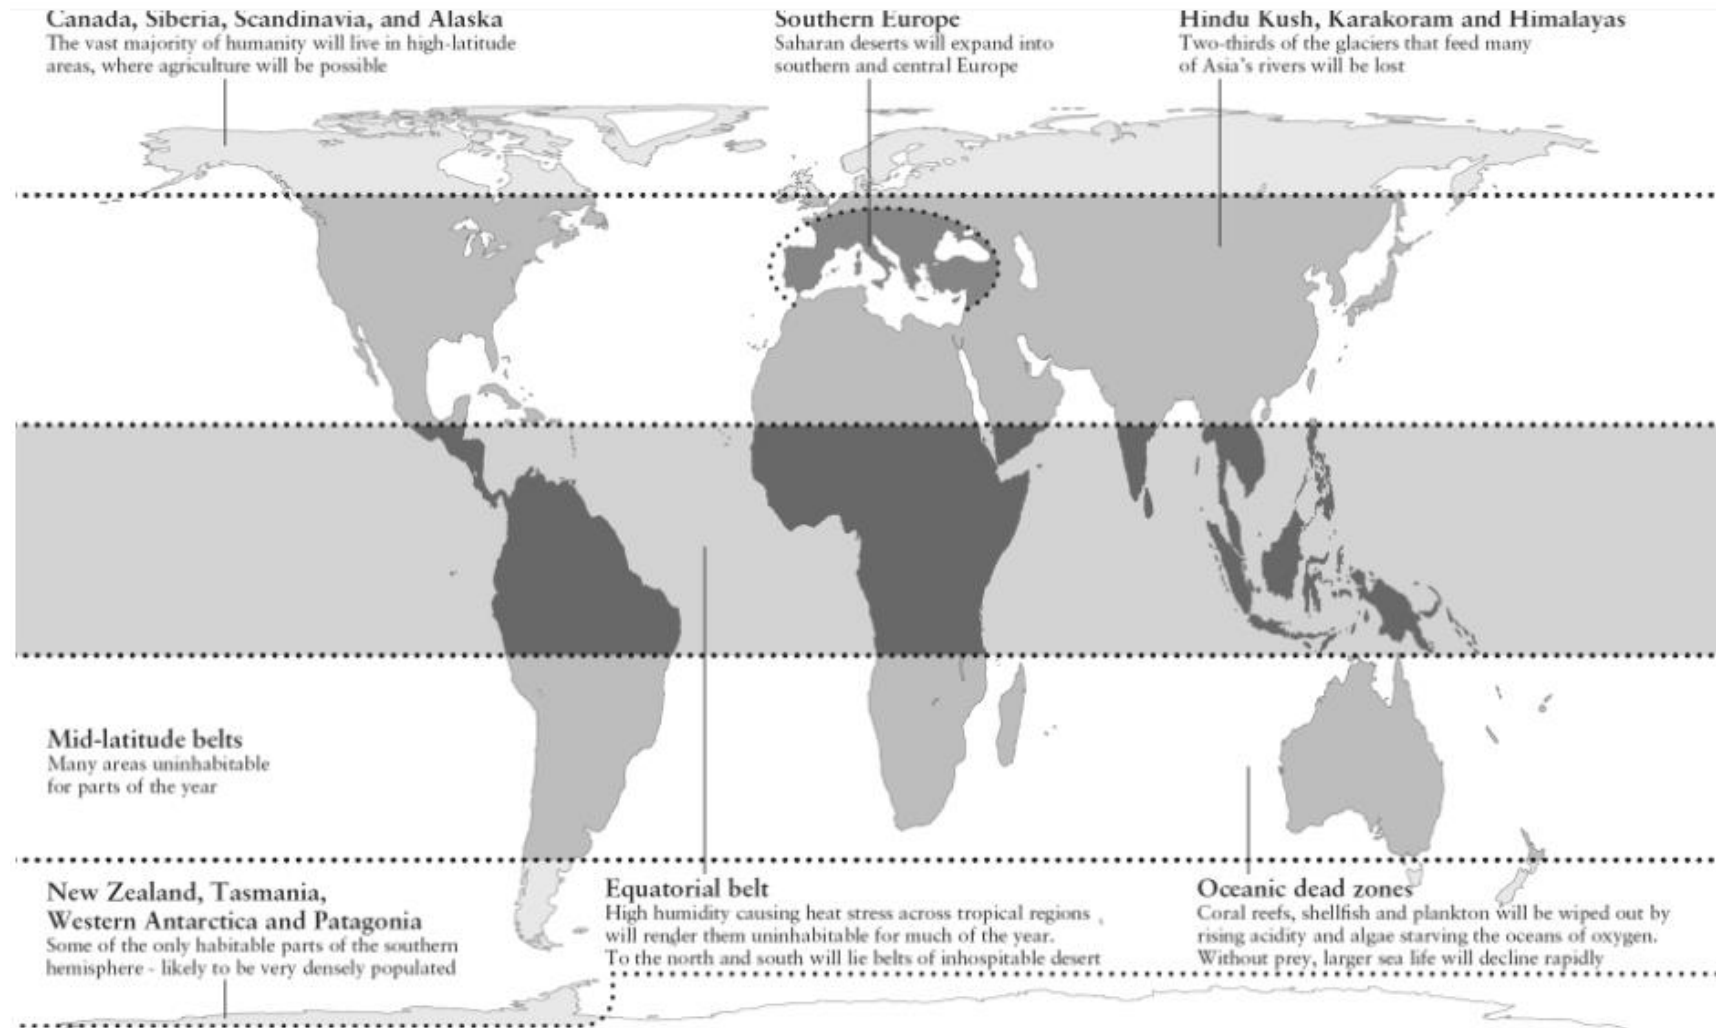 Canada, Siberia, Scandinavia, and Alaska
The vast majority of humanity will live in high-latitude
areas, where agriculture will be possible
Southern Europe
Saharan deserts will expand into
southern and central Europe
Hindu Kush, Karakoram and Himalayas
Two-thirds of the glaciers that feed many
of Asia's rivers will be lost
Mid-latitude belts
Many areas uninhabitable
for parts of the year
New Zealand, Tasmania,
Western Antarctica and Patagonia
Some of the only habitable parts of the southern
hemisphere - likely to be very densely populated
Equatorial belt
High humidity causing heat stress across tropical regions
will render them uninhabitable for much of the year.
To the north and south will lie belts of inhospitable desert
Oceanic dead zones
Coral reefs, shellfish and plankton will be wiped out by
rising acidity and algae starving the oceans of oxygen.
Without prey, larger sea life will decline rapidly